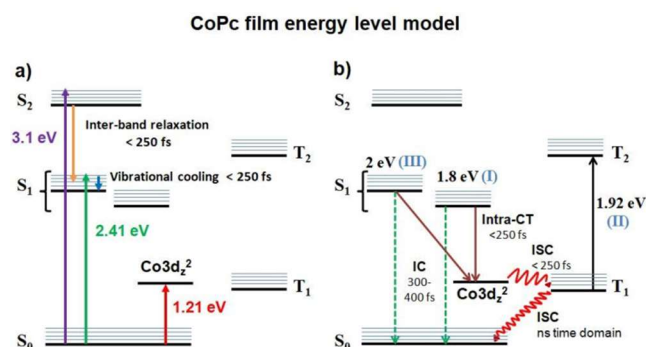 CoPc film energy level model
a)
S2
Inter-band relaxation
< 250 fs
3.1 eV
T2
Vibrational cooling < 250 fs
S1
2.41 eV
Co3dz2
T1
1.21 eV
S0
b)
S2
T2
2 eV (III)
1.8 eV (I)
S1
1.92 eV
(II)
Intra-CT
<250 fs
ISC
< 250 fs
IC
300-
400 fs
Co3dz2
T1
ISC
ns time domain
S0